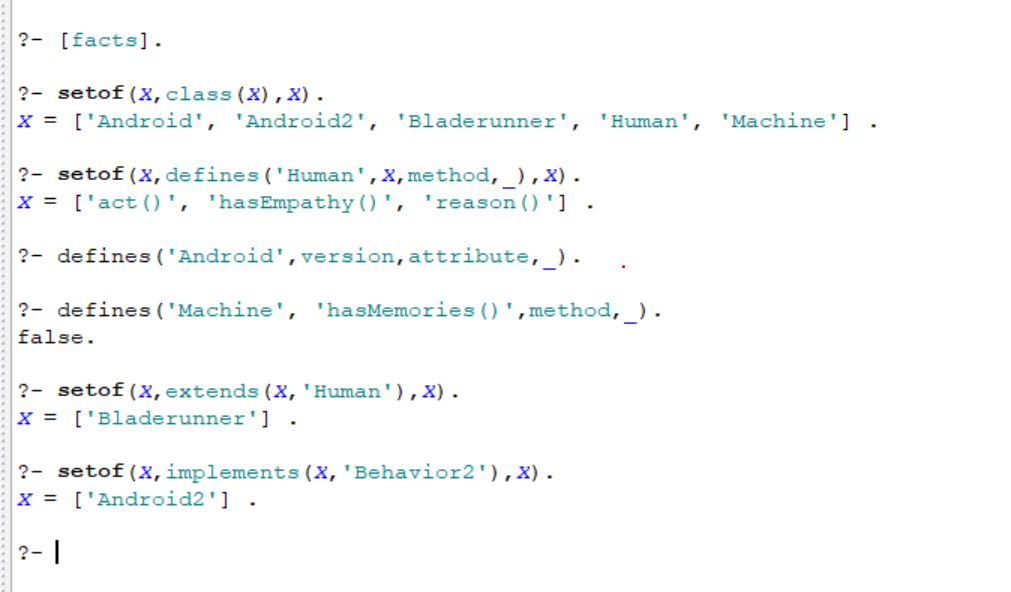 ?- [facts].
?- setof(X,class(X),X).
X = ['Android', 'Android2', 'Bladerunner', 'Human', 'Machine'] .
?- setof(X,defines('Human',X,method,_),X).
X = ['act()', 'hasEmpathy()', 'reason()'] .
?- defines('Android',version,attribute,_).
?- defines('Machine', 'hasMemories()',method,_).
false.
?- setof(X,extends(X,'Human'),X).
X = ['Bladerunner'] .
?- setof(X,implements(X,'Behavior2'),X).
X = ['Android2'] .
?-